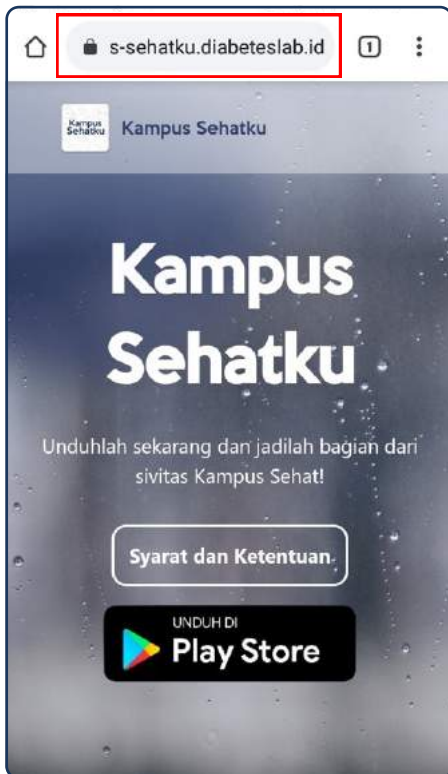 s-sehatku.diabeteslab.id
1
Kampus
Sehatku
Kampus Sehatku
Kampus
Sehatku
Unduhlah sekarang dan jadilah bagian dari
sivitas Kampus Sehat!
Syarat dan Ketentuan
UNDUH DI
Play Store